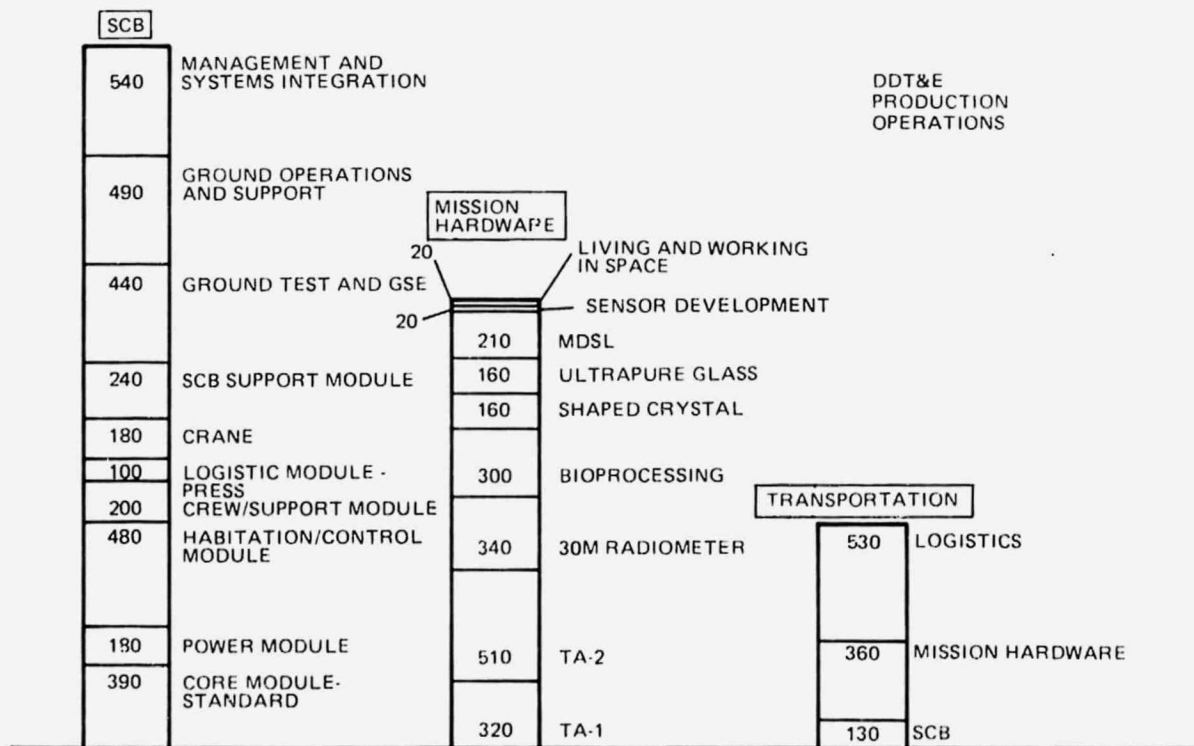 SCB
540
MANAGEMENT AND
SYSTEMS INTEGRATION
490
GROUND OPERATIONS
AND SUPPORT
440
GROUND TEST AND GSE
240
SCB SUPPORT MODULE
180
CRANE
100
LOGISTIC MODULE -
PRESS
200
CREW/SUPPORT MODULE
480
HABITATION/CONTROL
MODULE
180
POWER MODULE
390
CORE MODULE-
STANDARD
MISSION
HARDWARE
20
LIVING AND WORKING
IN SPACE
20
SENSOR DEVELOPMENT
210
MDSL
160
ULTRAPURE GLASS
160
SHAPED CRYSTAL
300
BIOPROCESSING
340
30M RADIOMETER
510
TA-2
320
TA-1
DDT&E
PRODUCTION
OPERATIONS
TRANSPORTATION
530
LOGISTICS
360
MISSION HARDWARE
130
SCB